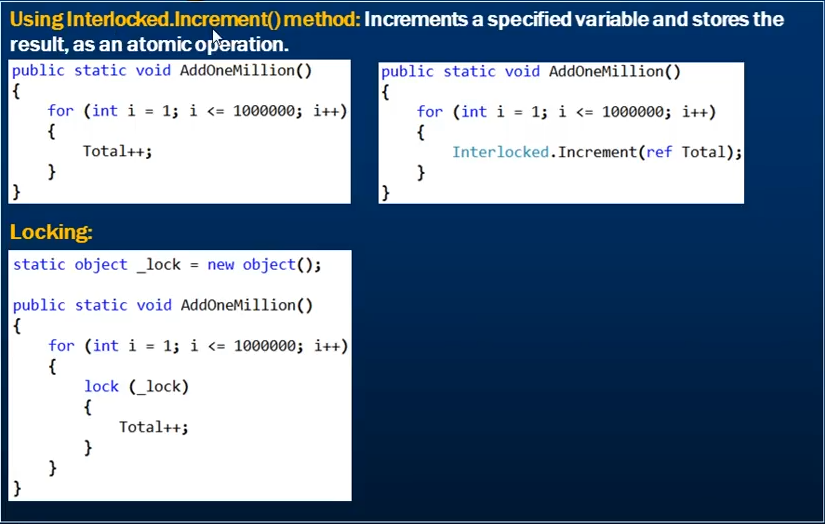 Using Interlocked.Increment() method: Increments a specified variable and stores the
result, as an atomic operation.
public static void AddOneMillion()
{
    for (int i = 1; i <= 1000000; i++)
    {
        Total++;
    }
}
public static void AddOneMillion()
{
    for (int i = 1; i <= 1000000; i++)
    {
        Interlocked.Increment(ref Total);
    }
}
Locking:
static object _lock = new object();

public static void AddOneMillion()
{
    for (int i = 1; i <= 1000000; i++)
    {
        lock (_lock)
        {
            Total++;
        }
    }
}